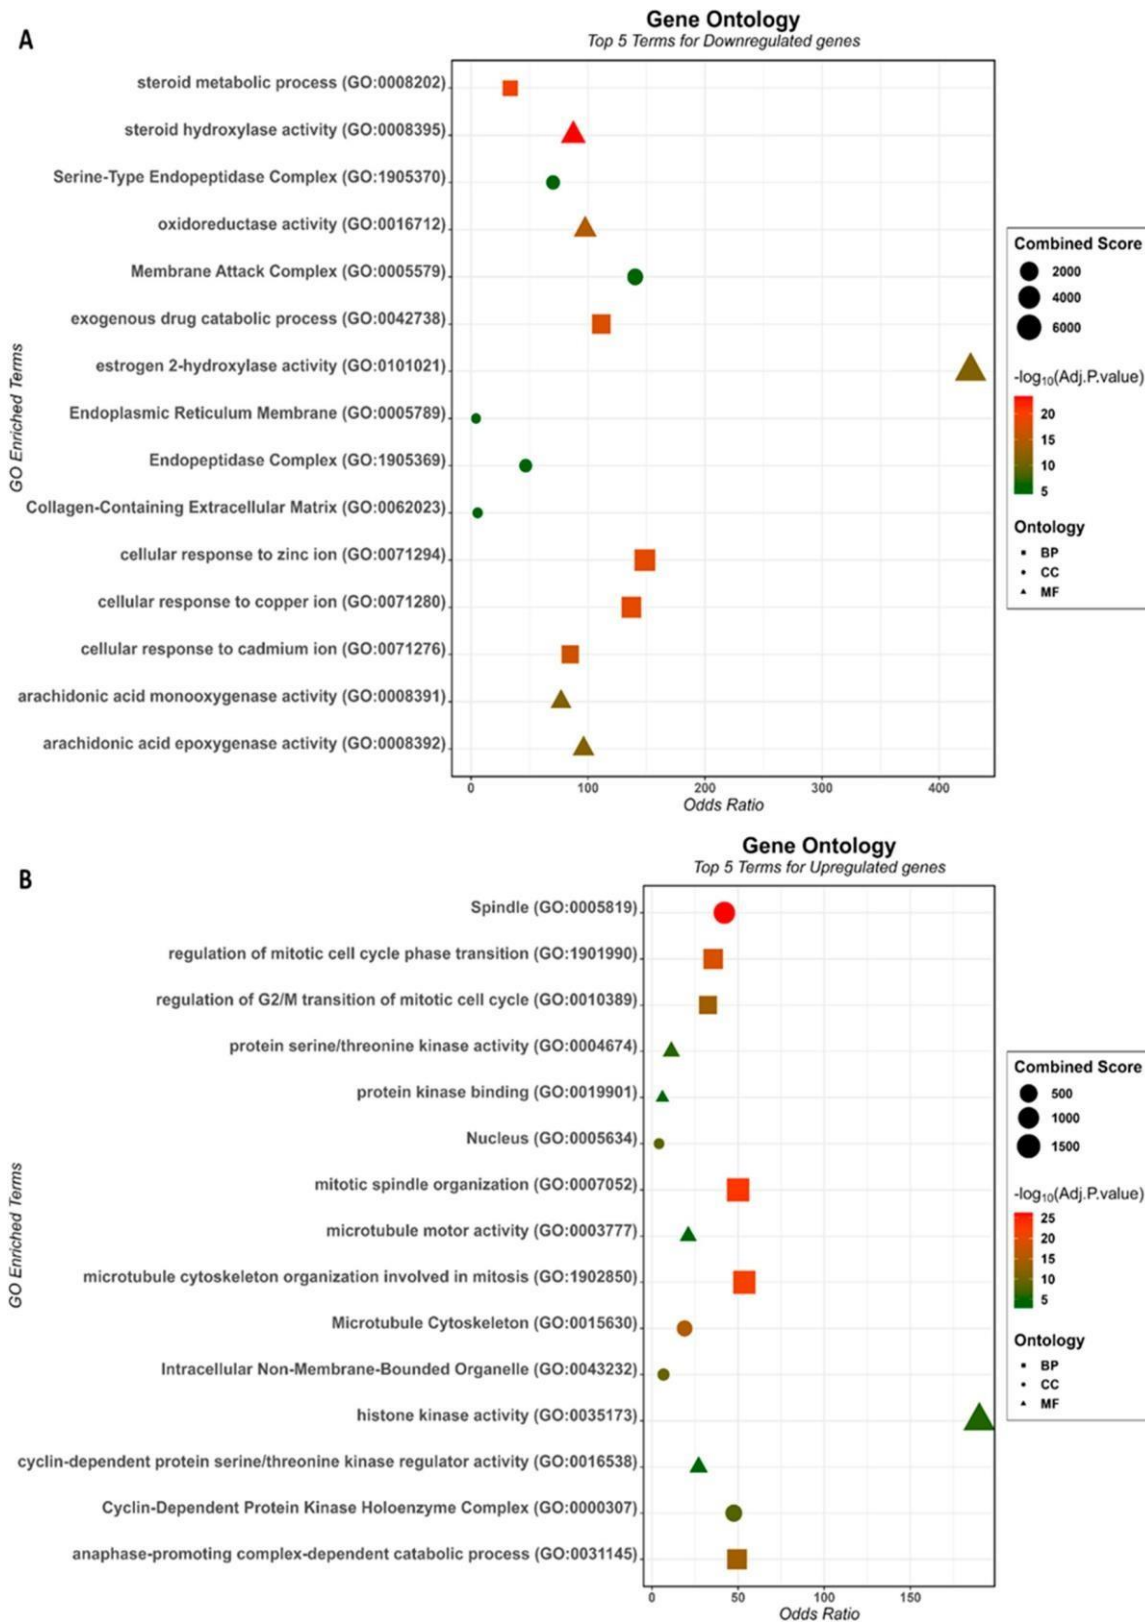 A
Gene Ontology
Top 5 Terms for Downregulated genes
GO Enriched Terms
steroid metabolic process (GO:0008202)
steroid hydroxylase activity (GO:0008395)
Serine-Type Endopeptidase Complex (GO:1905370)
oxidoreductase activity (GO:0016712)
Membrane Attack Complex (GO:0005579)
exogenous drug catabolic process (GO:0042738)
estrogen 2-hydroxylase activity (GO:0101021)
Endoplasmic Reticulum Membrane (GO:0005789)
Endopeptidase Complex (GO:1905369)
Collagen-Containing Extracellular Matrix (GO:0062023)
cellular response to zinc ion (GO:0071294)
cellular response to copper ion (GO:0071280)
cellular response to cadmium ion (GO:0071276)
arachidonic acid monooxygenase activity (GO:0008391)
arachidonic acid epoxygenase activity (GO:0008392)
0 100 200 300 400
Odds Ratio
Combined Score
2000
4000
6000
-log₁₀(Adj.P.value)
20
15
10
5
Ontology
BP
CC
MF
B
Gene Ontology
Top 5 Terms for Upregulated genes
GO Enriched Terms
Spindle (GO:0005819)
regulation of mitotic cell cycle phase transition (GO:1901990)
regulation of G2/M transition of mitotic cell cycle (GO:0010389)
protein serine/threonine kinase activity (GO:0004674)
protein kinase binding (GO:0019901)
Nucleus (GO:0005634)
mitotic spindle organization (GO:0007052)
microtubule motor activity (GO:0003777)
microtubule cytoskeleton organization involved in mitosis (GO:1902850)
Microtubule Cytoskeleton (GO:0015630)
Intracellular Non-Membrane-Bounded Organelle (GO:0043232)
histone kinase activity (GO:0035173)
cyclin-dependent protein serine/threonine kinase regulator activity (GO:0016538)
Cyclin-Dependent Protein Kinase Holoenzyme Complex (GO:0000307)
anaphase-promoting complex-dependent catabolic process (GO:0031145)
0 50 100 150
Odds Ratio
Combined Score
500
1000
1500
-log₁₀(Adj.P.value)
25
20
15
10
5
Ontology
BP
CC
MF